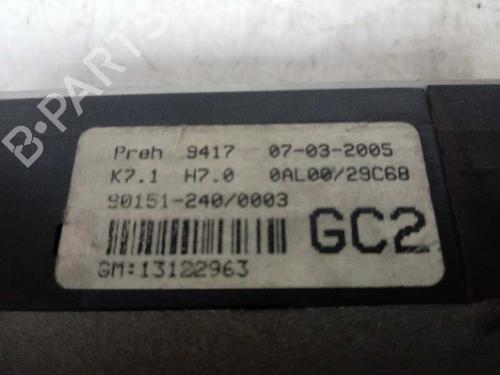 Preh 9417 07-03-2005
K7.1 H7.0 0AL00/29C68
90151-240/0003
GC2
GM:13122963
B-PARTS